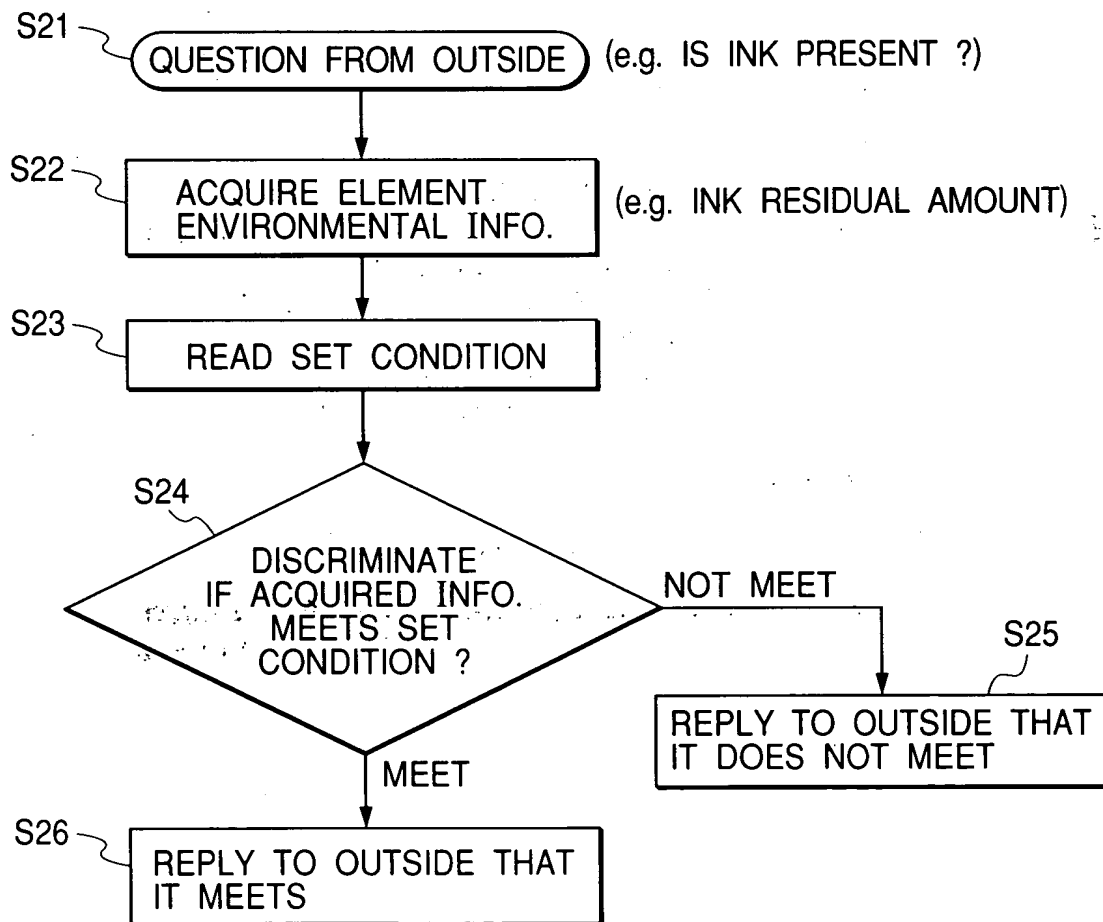 S21
QUESTION FROM OUTSIDE (e.g. IS INK PRESENT ?)
S22
ACQUIRE ELEMENT (e.g. INK RESIDUAL AMOUNT)
ENVIRONMENTAL INFO.
S23
READ SET CONDITION
S24
DISCRIMINATE
IF ACQUIRED INFO.
MEETS SET
CONDITION ?
NOT MEET
S25
REPLY TO OUTSIDE THAT
IT DOES NOT MEET
MEET
S26
REPLY TO OUTSIDE THAT
IT MEETS